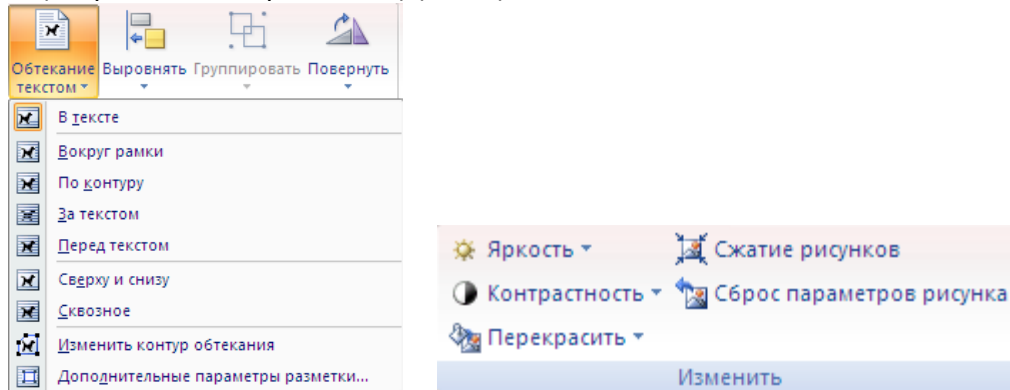 Обтекание текстом Выровнять Группировать Повернуть
В тексте
Вокруг рамки
По контуру
За текстом
Перед текстом
Сверху и снизу
Сквозное
Изменить контур обтекания
Дополнительные параметры разметки...
Яркость Сжатие рисунков
Контрастность Сброс параметров рисунка
Перекрасить
Изменить